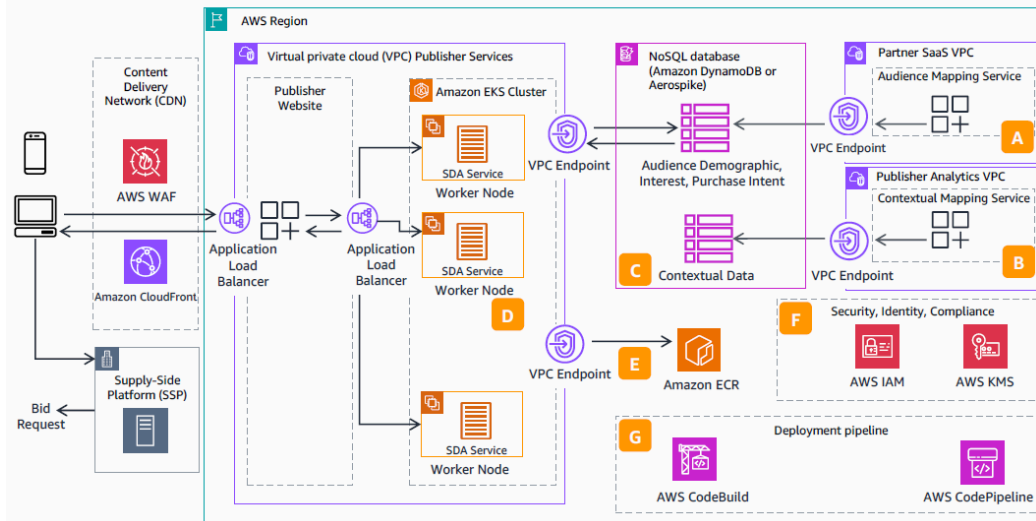 AWS Region
Content
Delivery
Network (CDN)
AWS WAF
Amazon CloudFront
Supply-Side
Platform (SSP)
Bid
Request
Virtual private cloud (VPC) Publisher Services
Publisher
Website
Application
Load
Balancer
Application
Load
Balancer
Amazon EKS Cluster
SDA Service
Worker Node
SDA Service
Worker Node
D
SDA Service
Worker Node
VPC Endpoint
VPC Endpoint
E
Amazon ECR
NoSQL database
(Amazon DynamoDB or
Aerospike)
Audience Demographic,
Interest, Purchase Intent
C
Contextual Data
Partner SaaS VPC
Audience Mapping Service
A
VPC Endpoint
Publisher Analytics VPC
Contextual Mapping Service
B
VPC Endpoint
F
Security, Identity, Compliance
AWS IAM
AWS KMS
G
Deployment pipeline
AWS CodeBuild
AWS CodePipeline